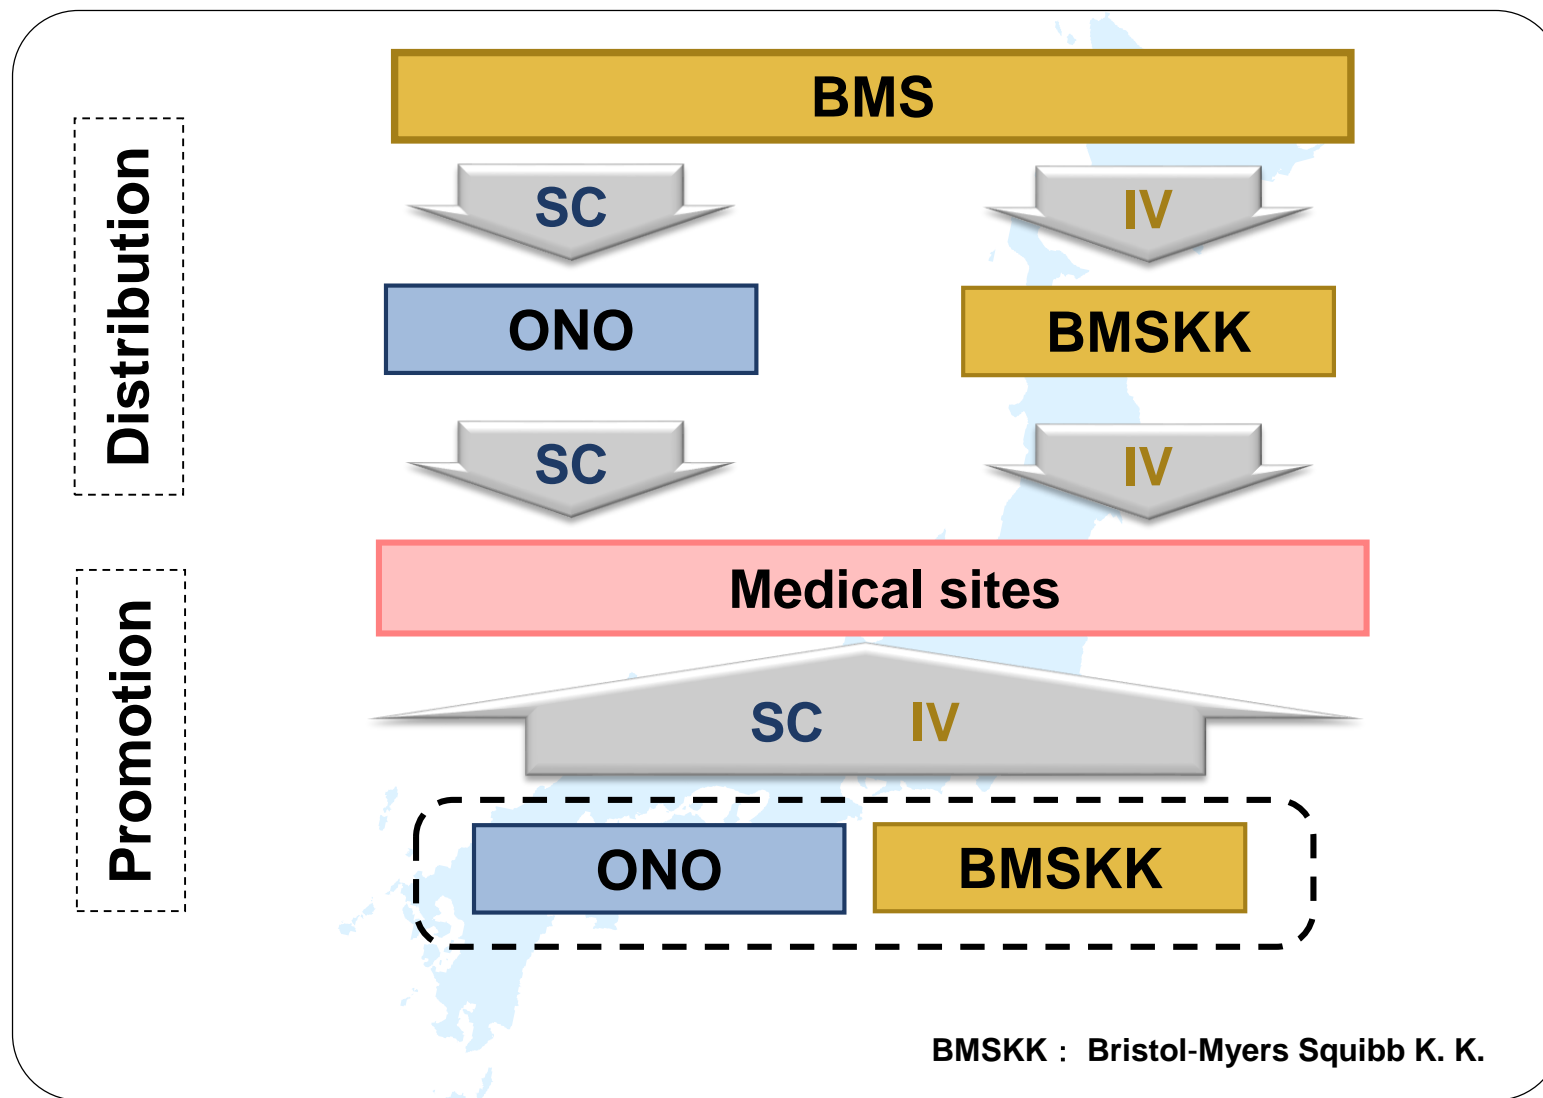 BMS
Distribution
SC
IV
ONO
BMSKK
SC
IV
Medical sites
Promotion
SC IV
ONO
BMSKK
BMSKK : Bristol-Myers Squibb K. K.